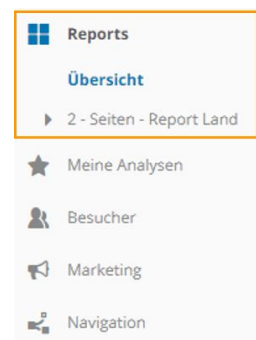 Reports
Übersicht
2 - Seiten - Report Land
Meine Analysen
Besucher
Marketing
Navigation